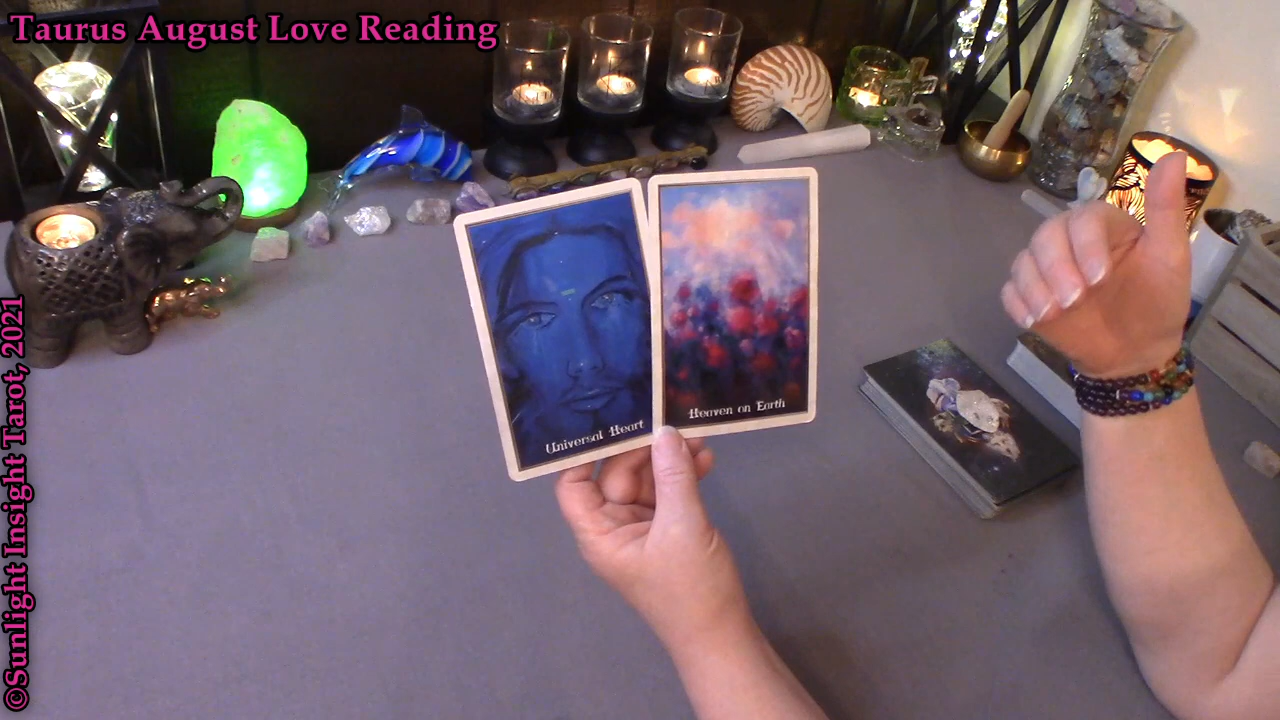 Taurus August Love Reading
Universal Heart
Heaven on Earth
©Sunlight Insight Tarot, 2021